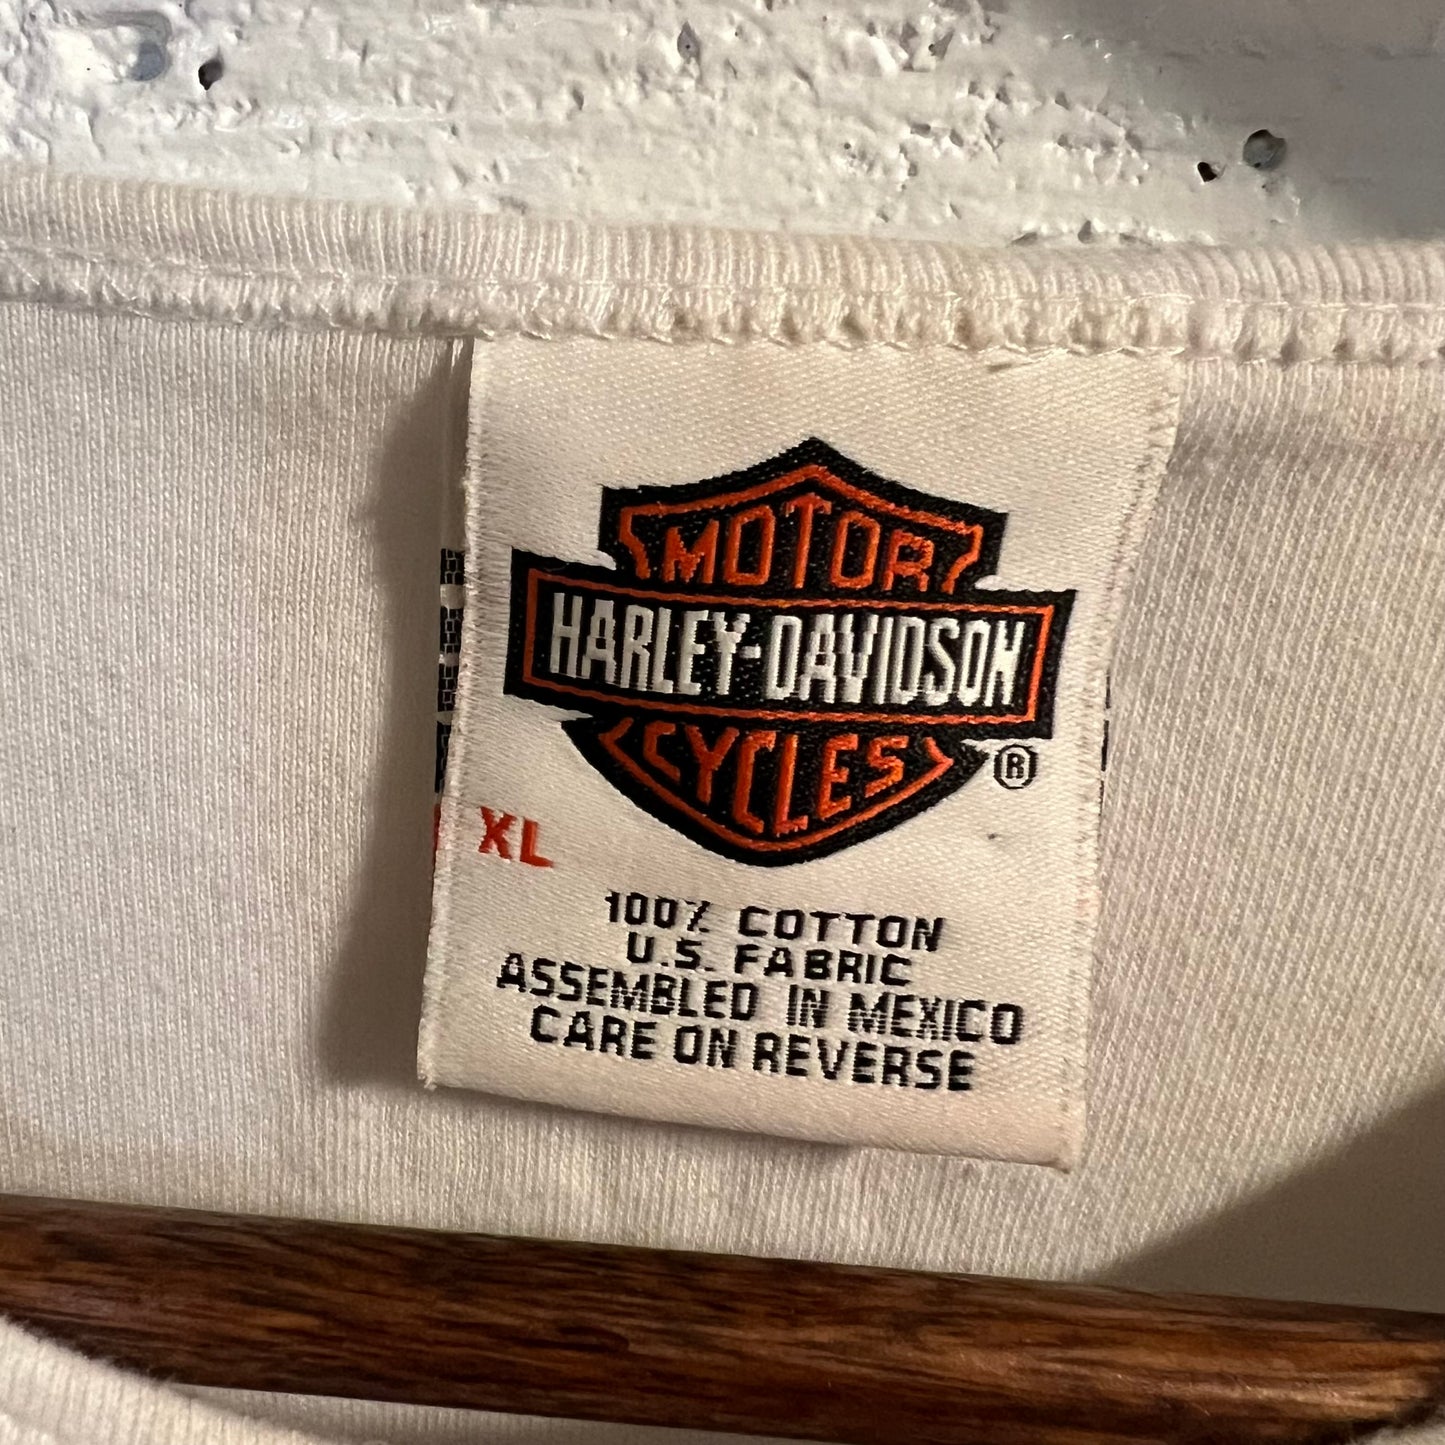 MOTOR
HARLEY-DAVIDSON
CYCLES
®
XL
100% COTTON
U.S. FABRIC
ASSEMBLED IN MEXICO
CARE ON REVERSE